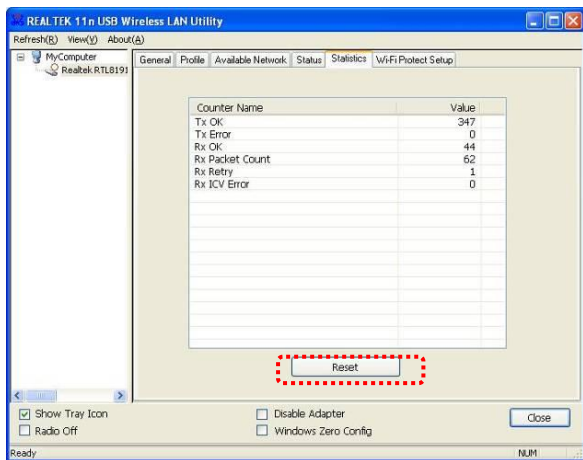 REALTEK 11n USB Wireless LAN Utility
Refresh(R) View(V) About(A)
MyComputer
Realtek RTL8191
General Profile Available Network Status Statistics Wi-Fi Protect Setup
Counter Name Value
Tx OK 347
Tx Error 0
Rx OK 44
Rx Packet Count 62
Rx Retry 1
Rx ICV Error 0
Reset
Show Tray Icon Disable Adapter
Radio Off Windows Zero Config
Close
Ready NUM